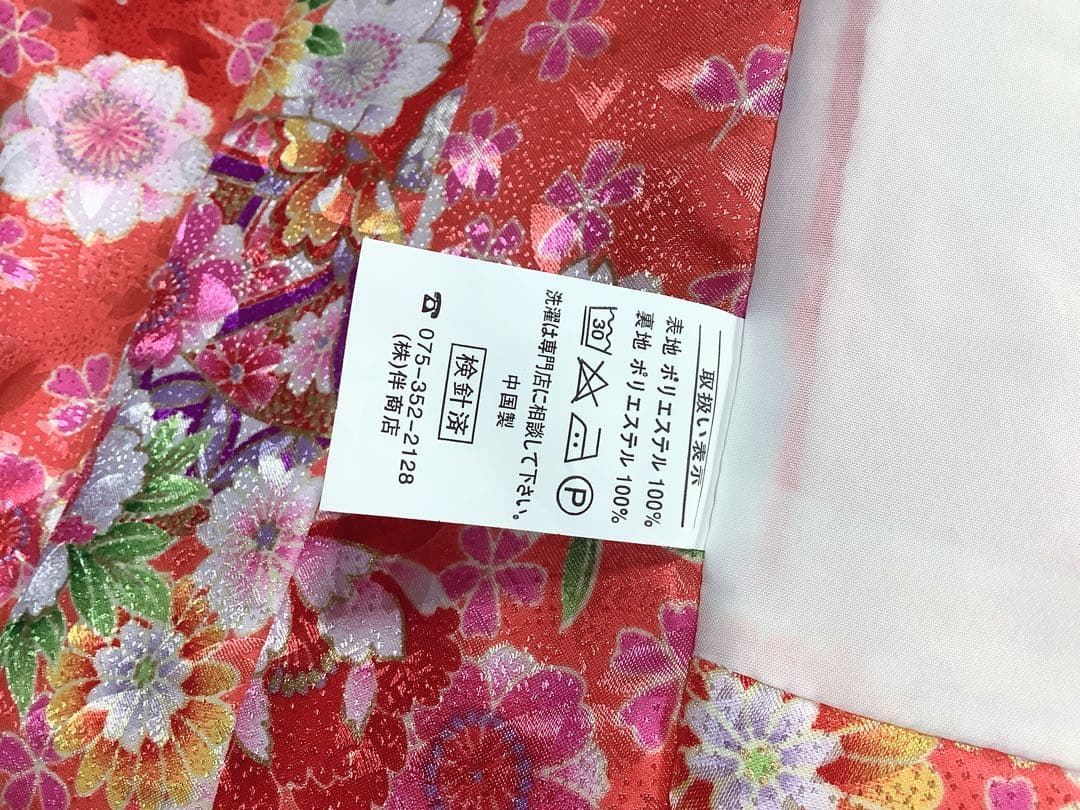 取扱い表示
表地 ポリエステル 100%
裏地 ポリエステル 100%
30 P
洗濯は専門店に相談して下さい。
中国製
検針済
☎ 075-352-2128
(株)伴商店